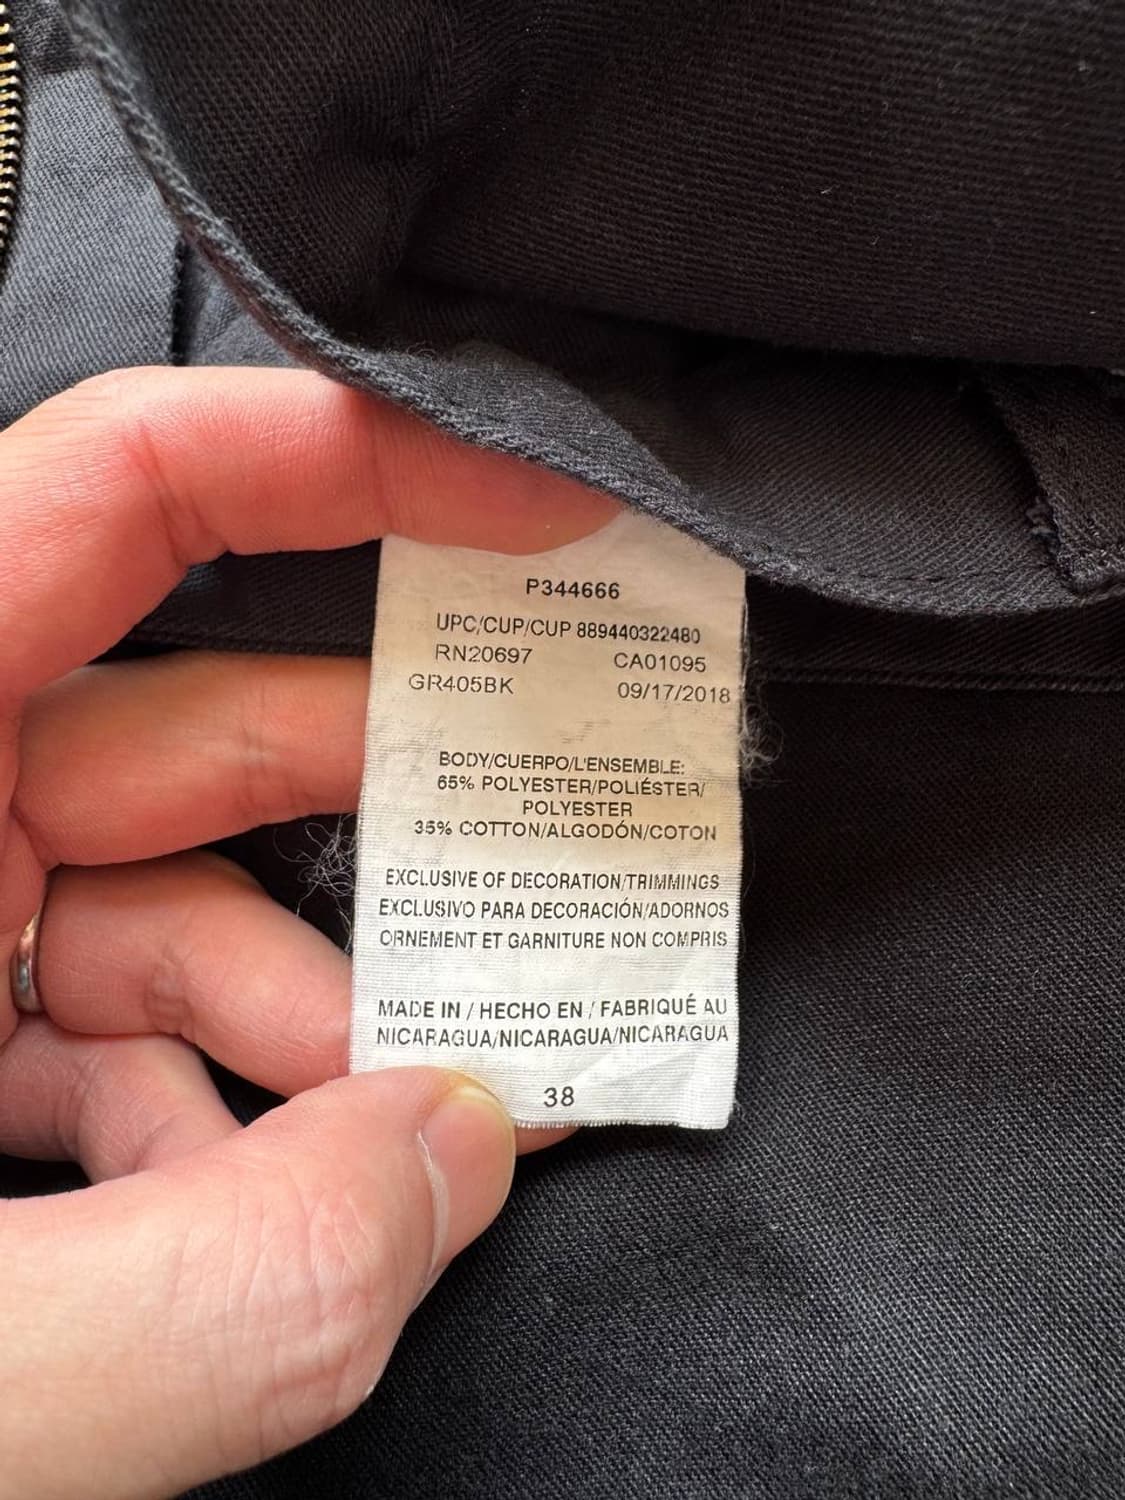 P344666
UPC/CUP/CUP 889440322480
RN20697 CA01095
GR405BK 09/17/2018
BODY/CUERPO/L'ENSEMBLE:
65% POLYESTER/POLIÉSTER/
POLYESTER
35% COTTON/ALGODÓN/COTON
EXCLUSIVE OF DECORATION/TRIMMINGS
EXCLUSIVO PARA DECORACIÓN/ADORNOS
ORNEMENT ET GARNITURE NON COMPRIS
MADE IN / HECHO EN / FABRIQUÉ AU
NICARAGUA/NICARAGUA/NICARAGUA
38